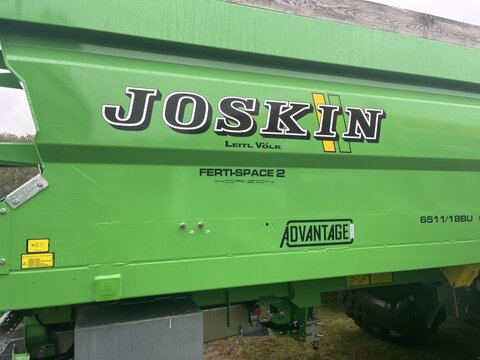 JOSKIN
LEITL VÖLK
FERTI-SPACE 2
HORIZON
ADVANTAGE
6511/18BU